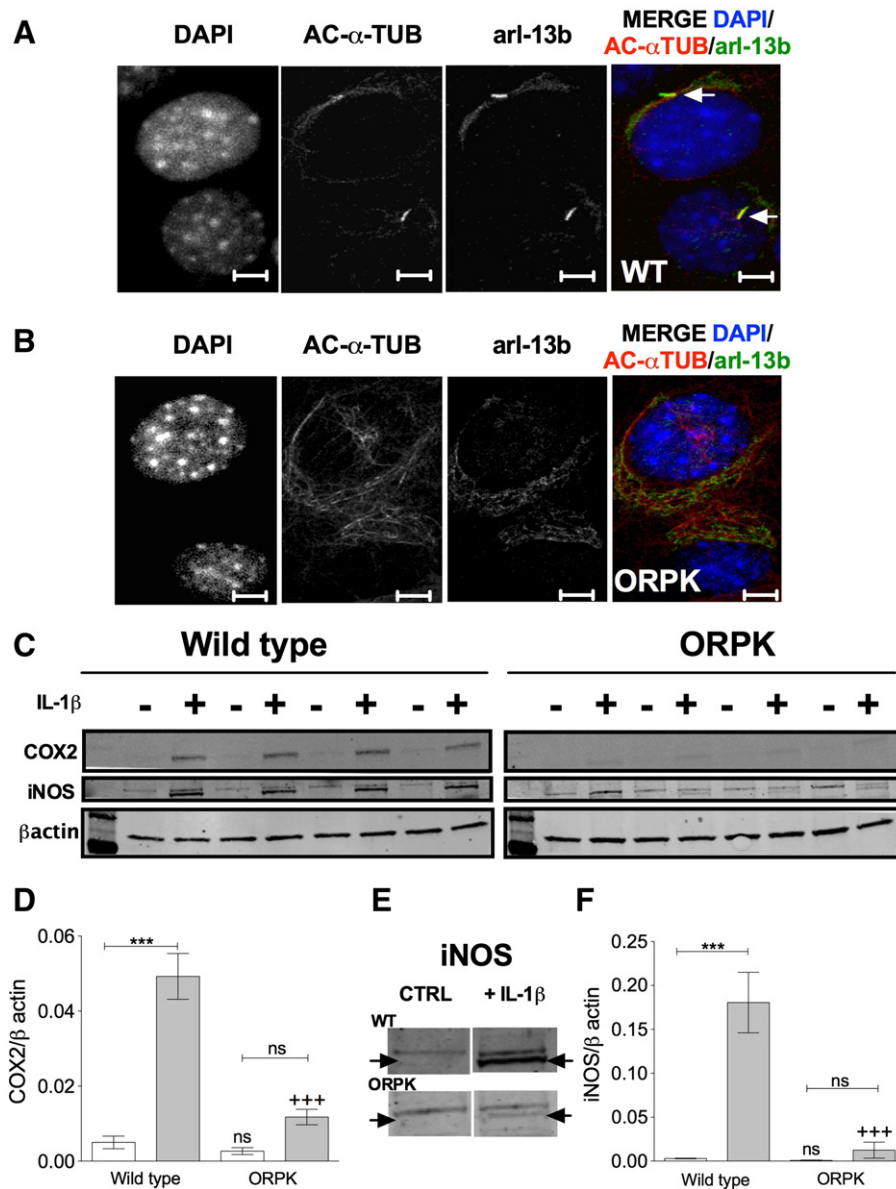 A
DAPI
AC-α-TUB
arl-13b
MERGE DAPI/
AC-αTUB/arl-13b
WT
B
DAPI
AC-α-TUB
arl-13b
MERGE DAPI/
AC-αTUB/arl-13b
ORPK
C
Wild type
ORPK
IL-1β - + - + - + - + - + - + - + - +
COX2
iNOS
βactin
D
COX2/β actin
0.06
0.04
0.02
0.00
***
ns
ns
+++
Wild type
ORPK
E
iNOS
CTRL
+ IL-1β
WT
ORPK
F
iNOS/β actin
0.25
0.20
0.15
0.10
0.05
0.00
***
ns
ns
+++
Wild type
ORPK